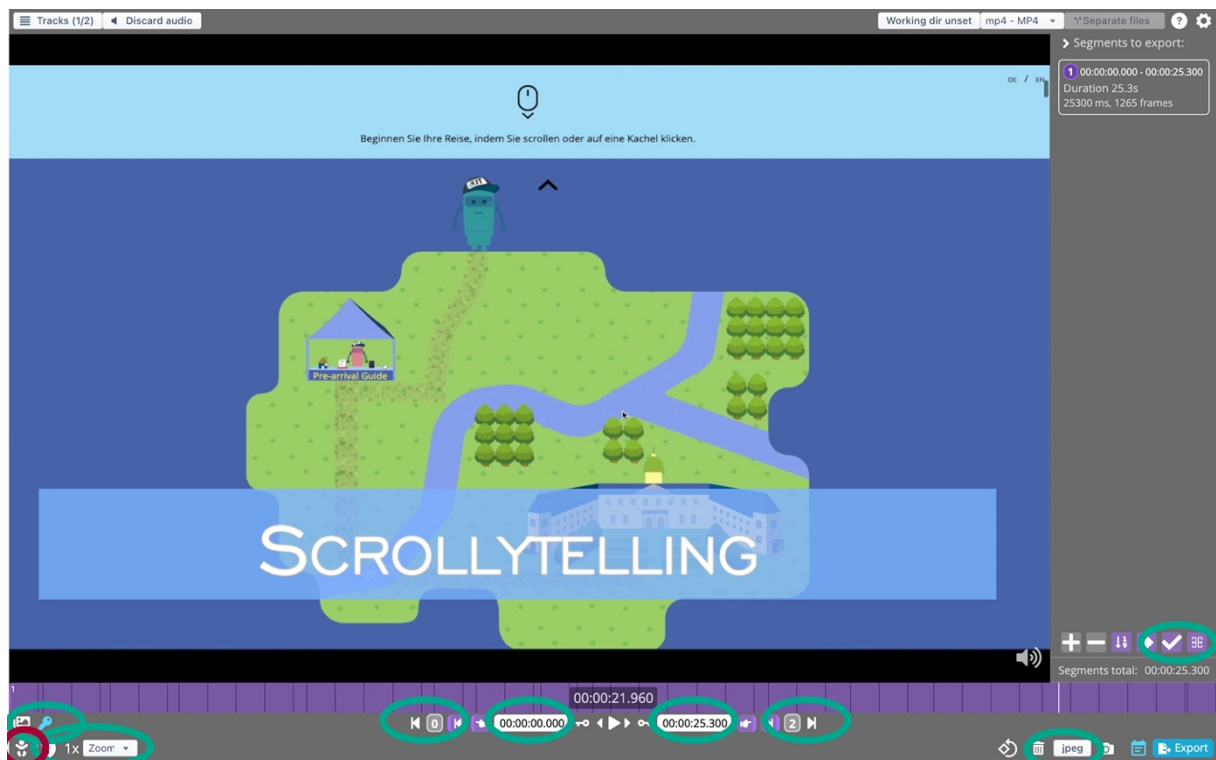 Tracks (1/2) Discard audio Working dir unset mp4 - MP4 Separate files ?
Segments to export:
1 00:00:00.000 - 00:00:25.300
Duration 25.3s
25300 ms, 1265 frames
DE / EN
Beginnen Sie Ihre Reise, indem Sie scrollen oder auf eine Kachel klicken.
Pre-arrival Guide
SCROLLYTELLING
Segments total: 00:00:25.300
1
00:00:21.960
0 00:00:00.000 00:00:25.300 2
1x Zoom jpeg Export